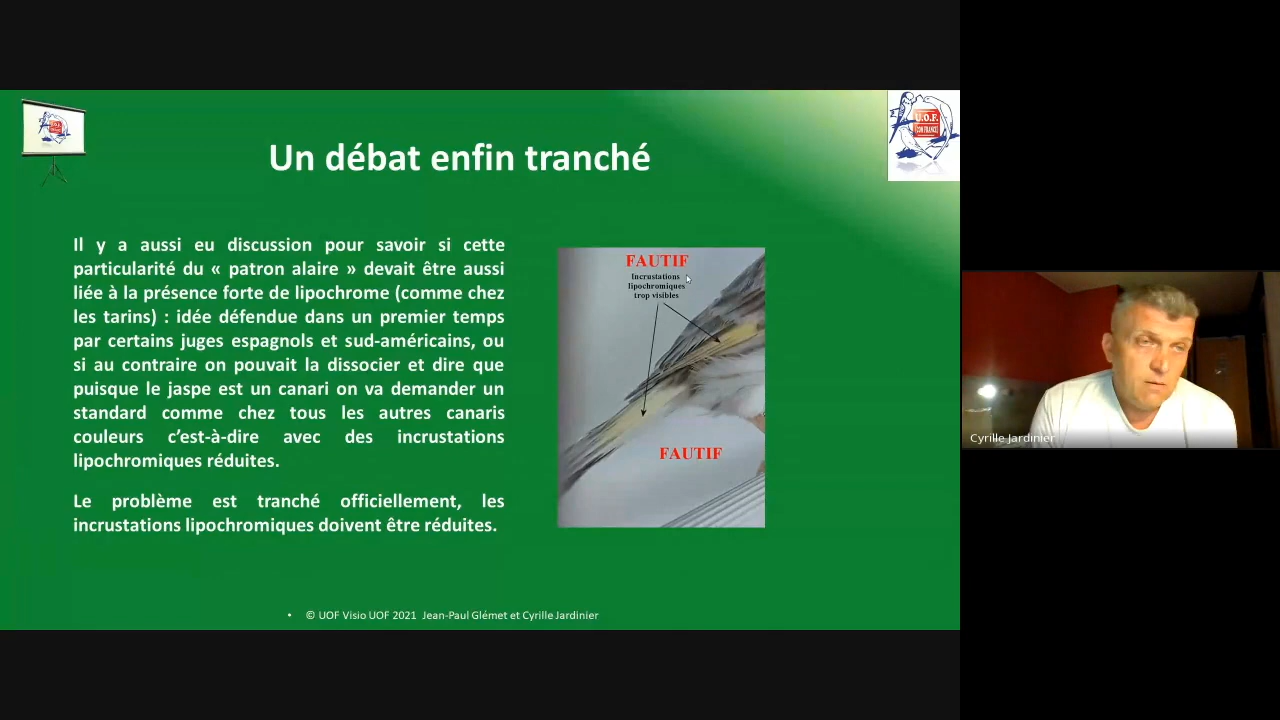 Un débat enfin tranché
Il y a aussi eu discussion pour savoir si cette
particularité du « patron alaire » devait être aussi
liée à la présence forte de lipochrome (comme chez
les tarins) : idée défendue dans un premier temps
par certains juges espagnols et sud-américains, ou
si au contraire on pouvait la dissocier et dire que
puisque le jaspe est un canari on va demander un
standard comme chez tous les autres canaris
couleurs c’est-à-dire avec des incrustations
lipochromiques réduites.
Le problème est tranché officiellement, les
incrustations lipochromiques doivent être réduites.
FAUTIF
Incrustations
lipochromiques
trop visibles
FAUTIF
U.O.F.
COM FRANCE
• © UOF Visio UOF 2021 Jean-Paul Glémet et Cyrille Jardinier
Cyrille Jardinier